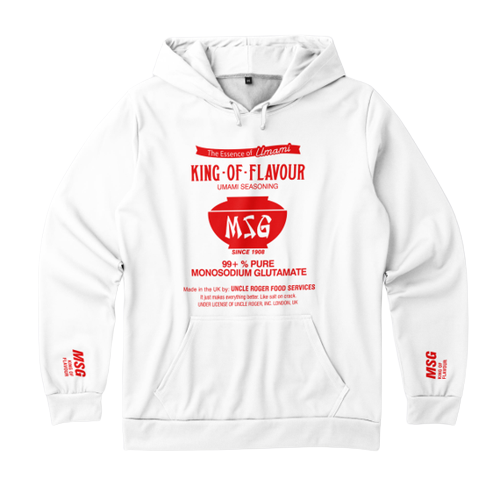 The Essence of Umami
KING-OF-FLAVOUR
UMAMI SEASONING
MSG
SINCE 1908
99+ % PURE
MONOSODIUM GLUTAMATE
Made in the UK by: UNCLE ROGER FOOD SERVICES
It just makes everything better. Like salt on crack.
UNDER LICENSE OF UNCLE ROGER, INC. LONDON, UK
MSG
KING OF
FLAVOUR
MSG
KING OF
FLAVOUR